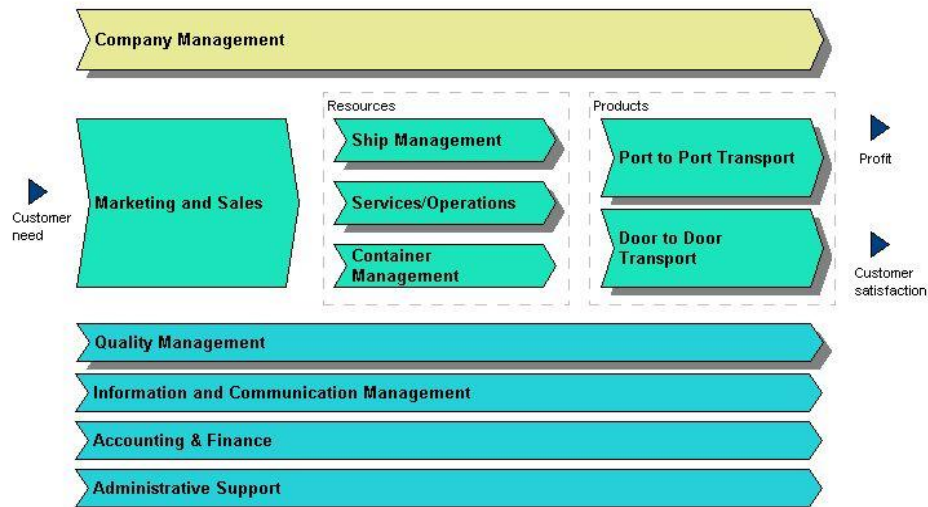 Company Management
Resources
Products
Ship Management
Port to Port Transport
Profit
Marketing and Sales
Services/Operations
Customer
need
Door to Door
Transport
Container
Management
Customer
satisfaction
Quality Management
Information and Communication Management
Accounting & Finance
Administrative Support